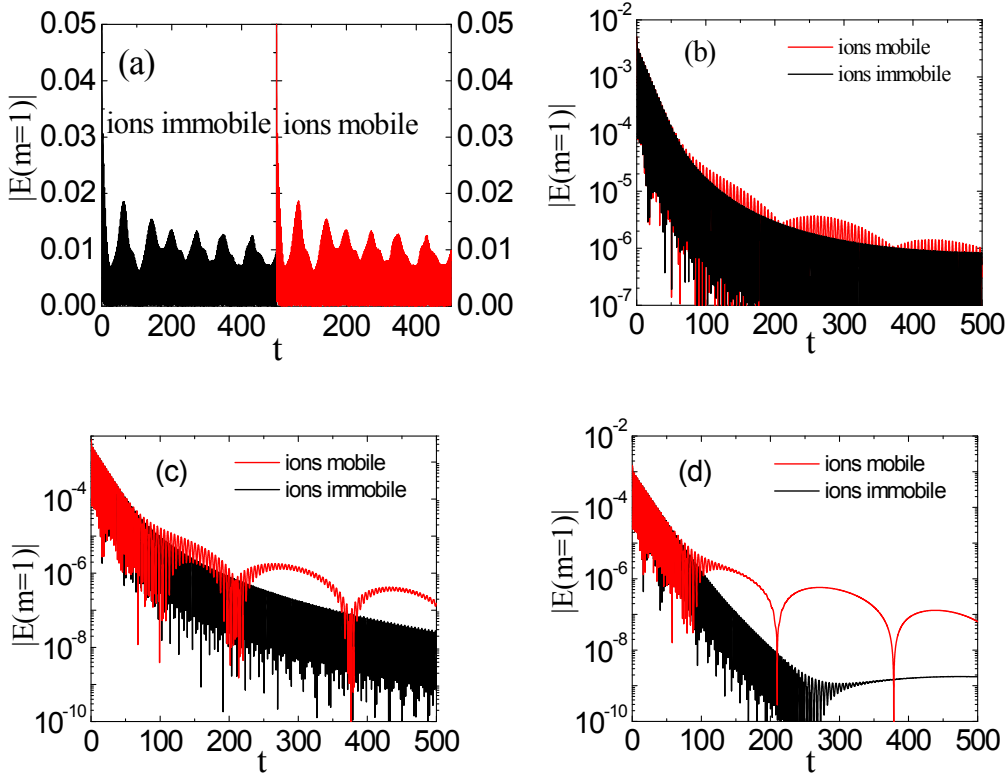 (a)
ions immobile
ions mobile
|E(m=1)|
0.05
0.04
0.03
0.02
0.01
0.00
0.05
0.04
0.03
0.02
0.01
0.00
0 200 400 200 400
t
(b)
ions mobile
ions immobile
|E(m=1)|
10-2
10-3
10-4
10-5
10-6
10-7
0 100 200 300 400 500
t
(c)
ions mobile
ions immobile
|E(m=1)|
10-4
10-6
10-8
10-10
0 100 200 300 400 500
t
(d)
ions mobile
ions immobile
|E(m=1)|
10-2
10-4
10-6
10-8
10-10
0 100 200 300 400 500
t